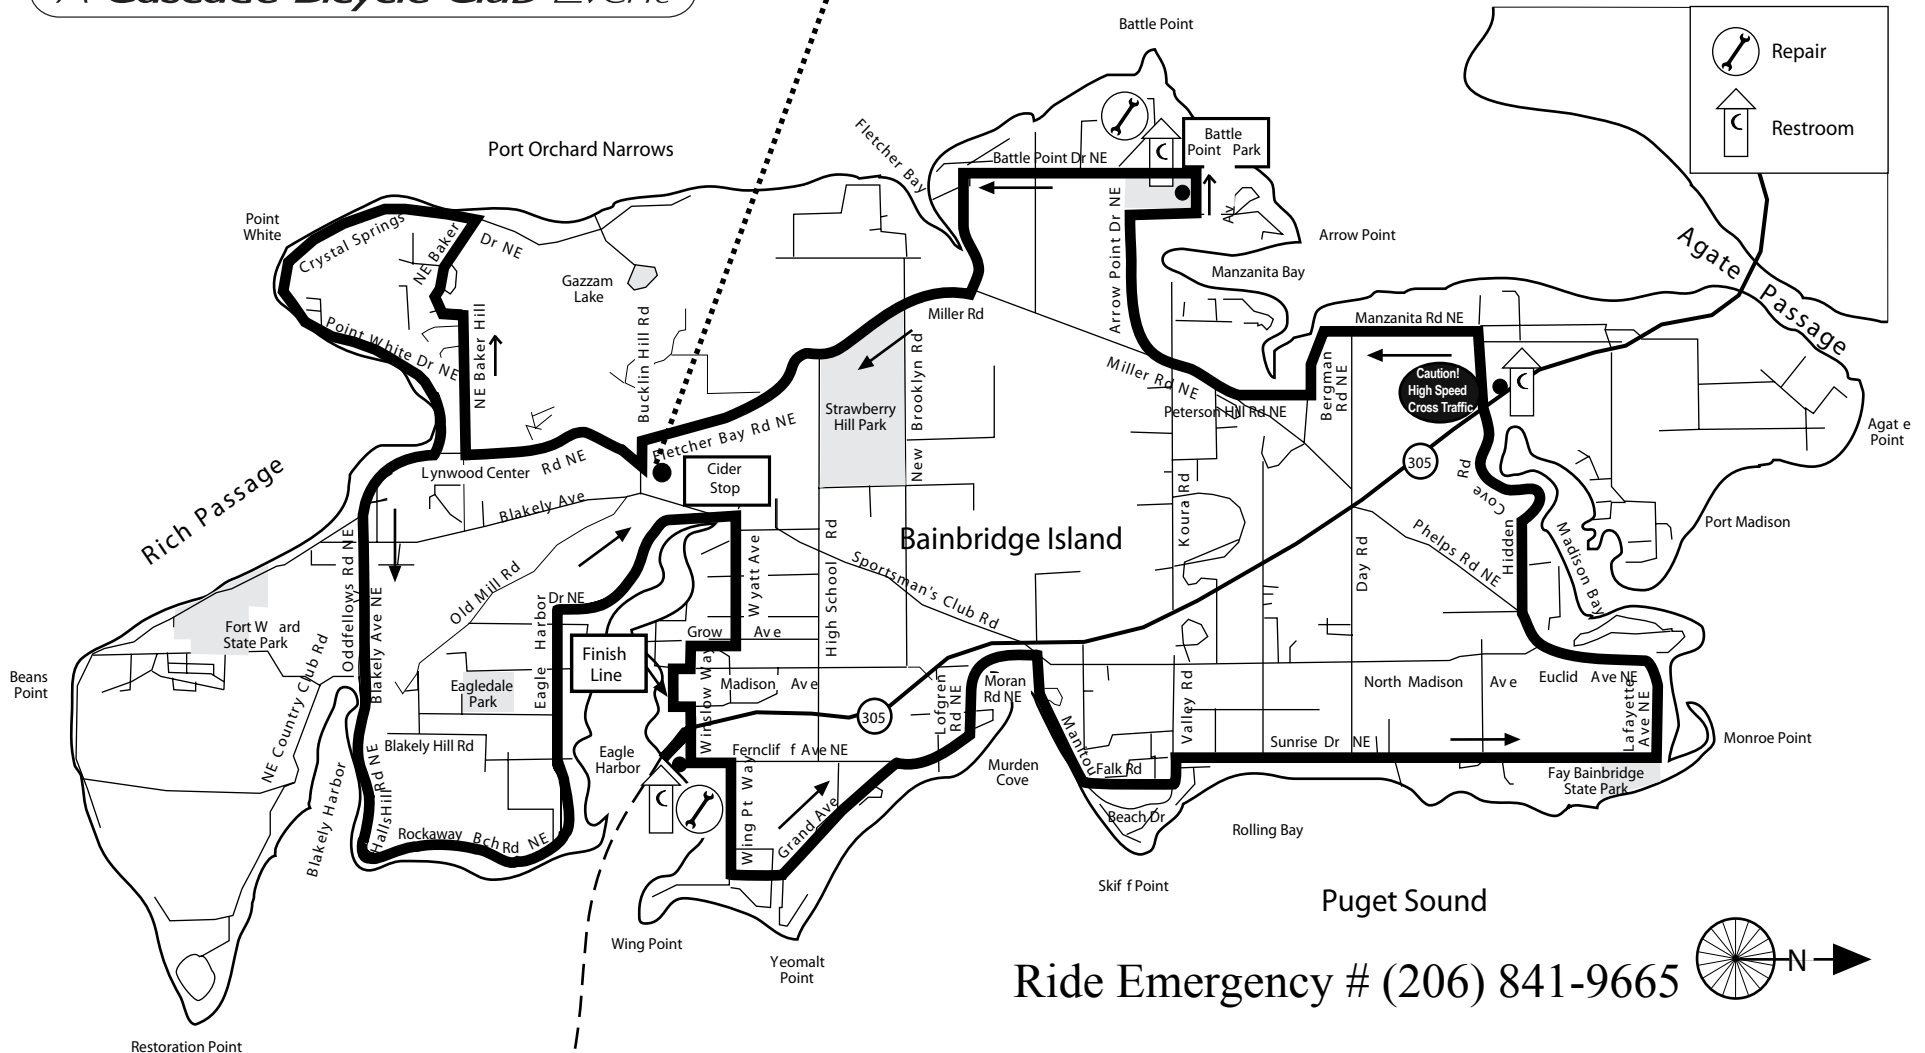 A Cascade Bicycle Club Event
Battle Point
Repair
Restroom
Port Orchard Narrows
Fletcher Bay
Battle
Point Park
Battle Point Dr NE
Point
White
Crystal Springs
Dr NE
NE Baker
Gazzam
Lake
Arrow Point Dr NE
Av
Arrow Point
Manzanita Bay
Agate
Passage
Point White Dr NE
NE Baker Hill
Bucklin Hill Rd
Miller Rd
Manzanita Rd NE
New Brooklyn Rd
Miller Rd NE
Bergman
Rd NE
Caution!
High Speed
Cross Traffic
Strawberry
Hill Park
Peterson Hill Rd NE
Fletcher Bay Rd NE
Agat e
Point
Rich Passage
Lynwood Center Rd NE
Cider
Stop
305
Hidden Cove Rd
Blakely Ave
Koura Rd
Phelps Rd NE
Port Madison
Bainbridge Island
Wyatt Ave
High School Rd
Sportsman's Club Rd
Day Rd
Madison Bay
Old Mill Rd
Oddfellows Rd NE
Blakely Ave NE
Eagle Harbor Dr NE
Fort W ard
State Park
Grow Ave
Finish
Line
NE Country Club Rd
Beans
Point
Eagledale
Park
Winslow Way
Madison Ave
305
Lofgren
Rd NE
Moran
Rd NE
Valley Rd
North Madison Ave
Euclid Ave NE
Lafayette
Ave NE
Blakely Hill Rd
Eagle
Harbor
Ferncliff f Ave NE
Manitou
Sunrise Dr NE
Monroe Point
Murden
Cove
Falk Rd
Fay Bainbridge
State Park
Blakely Harbor
Halls Hill Rd NE
Rockaway Bch Rd NE
Wing Pt Way
Grand Ave
Beach Dr
Rolling Bay
Skif f Point
Puget Sound
Wing Point
Yeomalt
Point
Ride Emergency # (206) 841-9665
N
Restoration Point